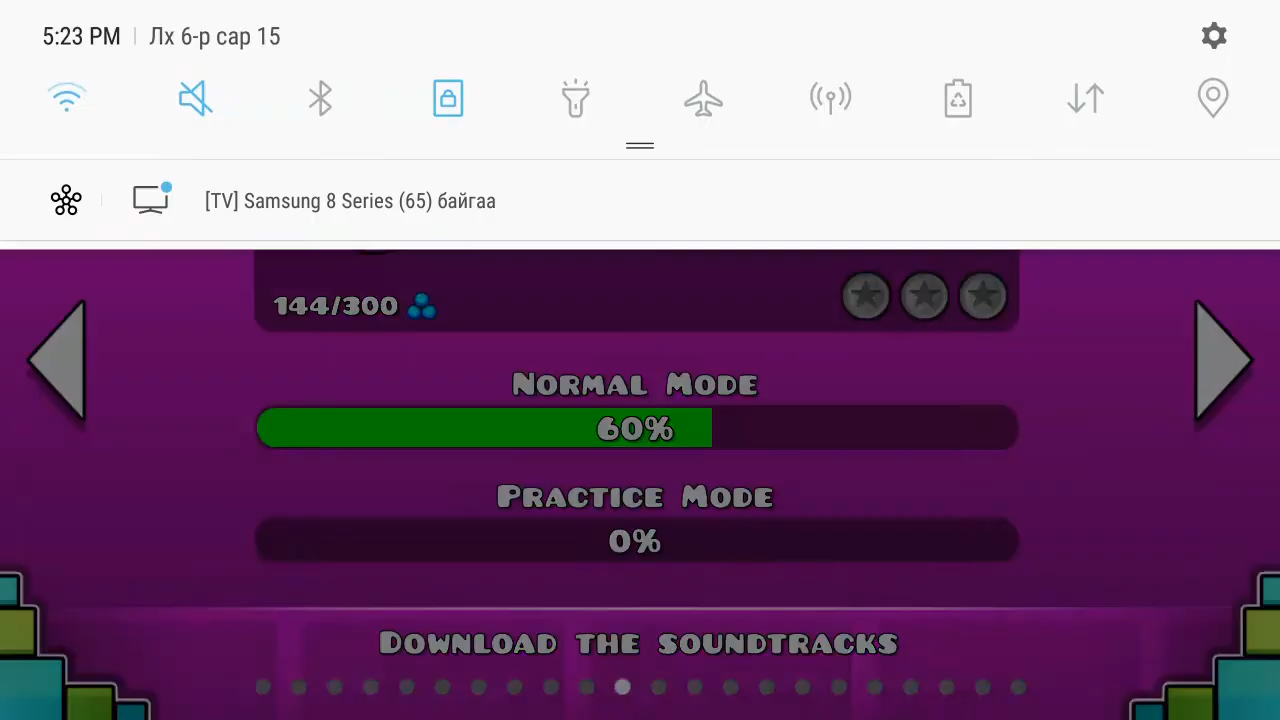 5:23 PM | Лх 6-р сар 15
[TV] Samsung 8 Series (65) байгаа
144/300
Normal Mode
60%
Practice Mode
0%
Download the soundtracks